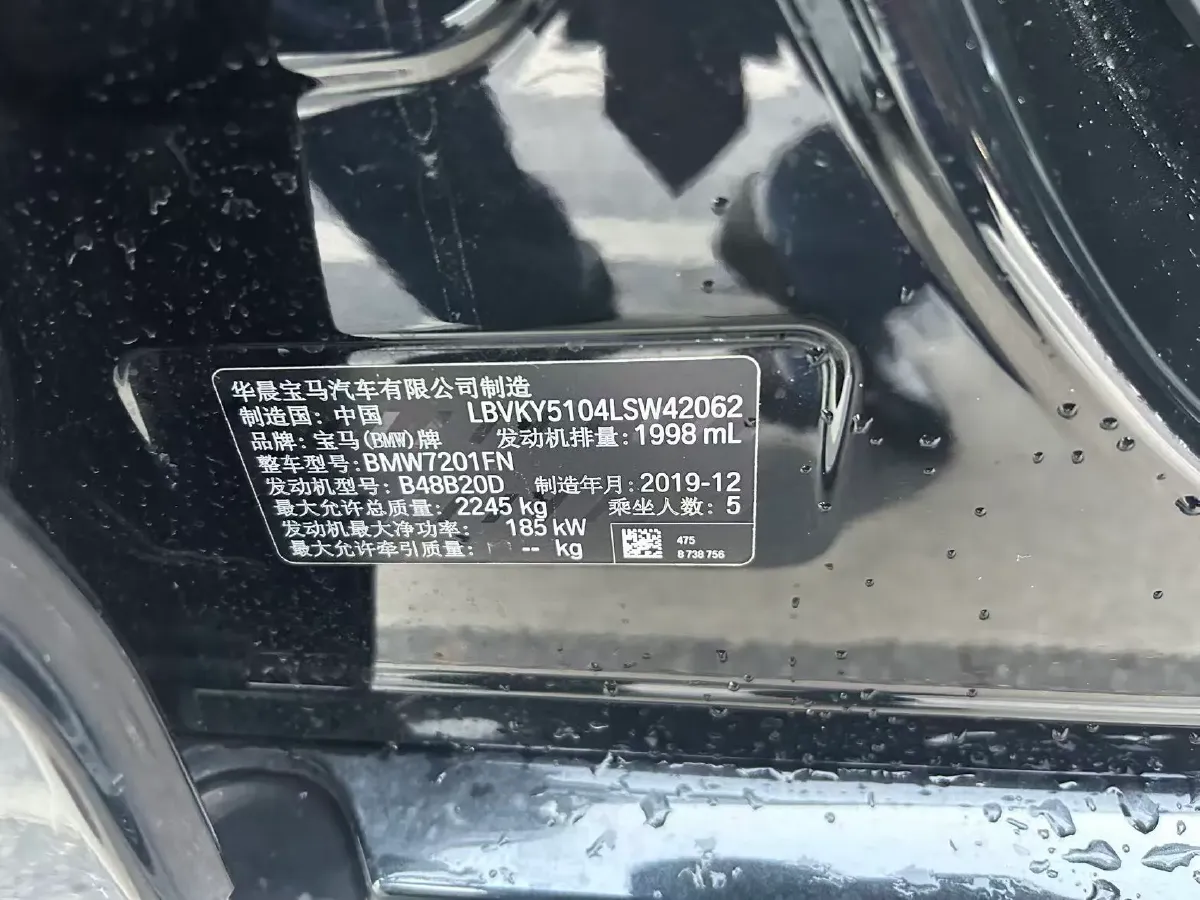 华晨宝马汽车有限公司制造
制造国: 中国 LBVKY5104LSW42062
品牌: 宝马(BMW)牌 发动机排量: 1998 mL
整车型号: BMW7201FN
发动机型号: B48B20D 制造年月: 2019-12
最大允许总质量: 2245 kg 乘坐人数: 5
发动机最大净功率: 185 kW
最大允许牵引质量: -- kg
475
8 738 756